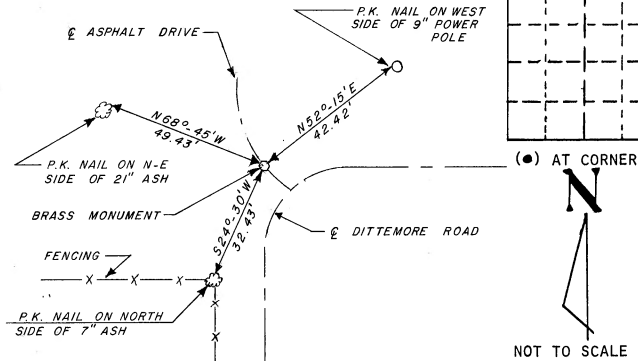 P.K. NAIL ON WEST
SIDE OF 9" POWER
POLE
℄ ASPHALT DRIVE
N68°-45'W
49.43'
N52°-15'E
42.42'
(●) AT CORNER
P.K. NAIL ON N-E
SIDE OF 21" ASH
N
BRASS MONUMENT
S24°-30'W
32.43'
℄ DITTEMORE ROAD
FENCING
X X X
P.K. NAIL ON NORTH
SIDE OF 7" ASH
X
X
NOT TO SCALE